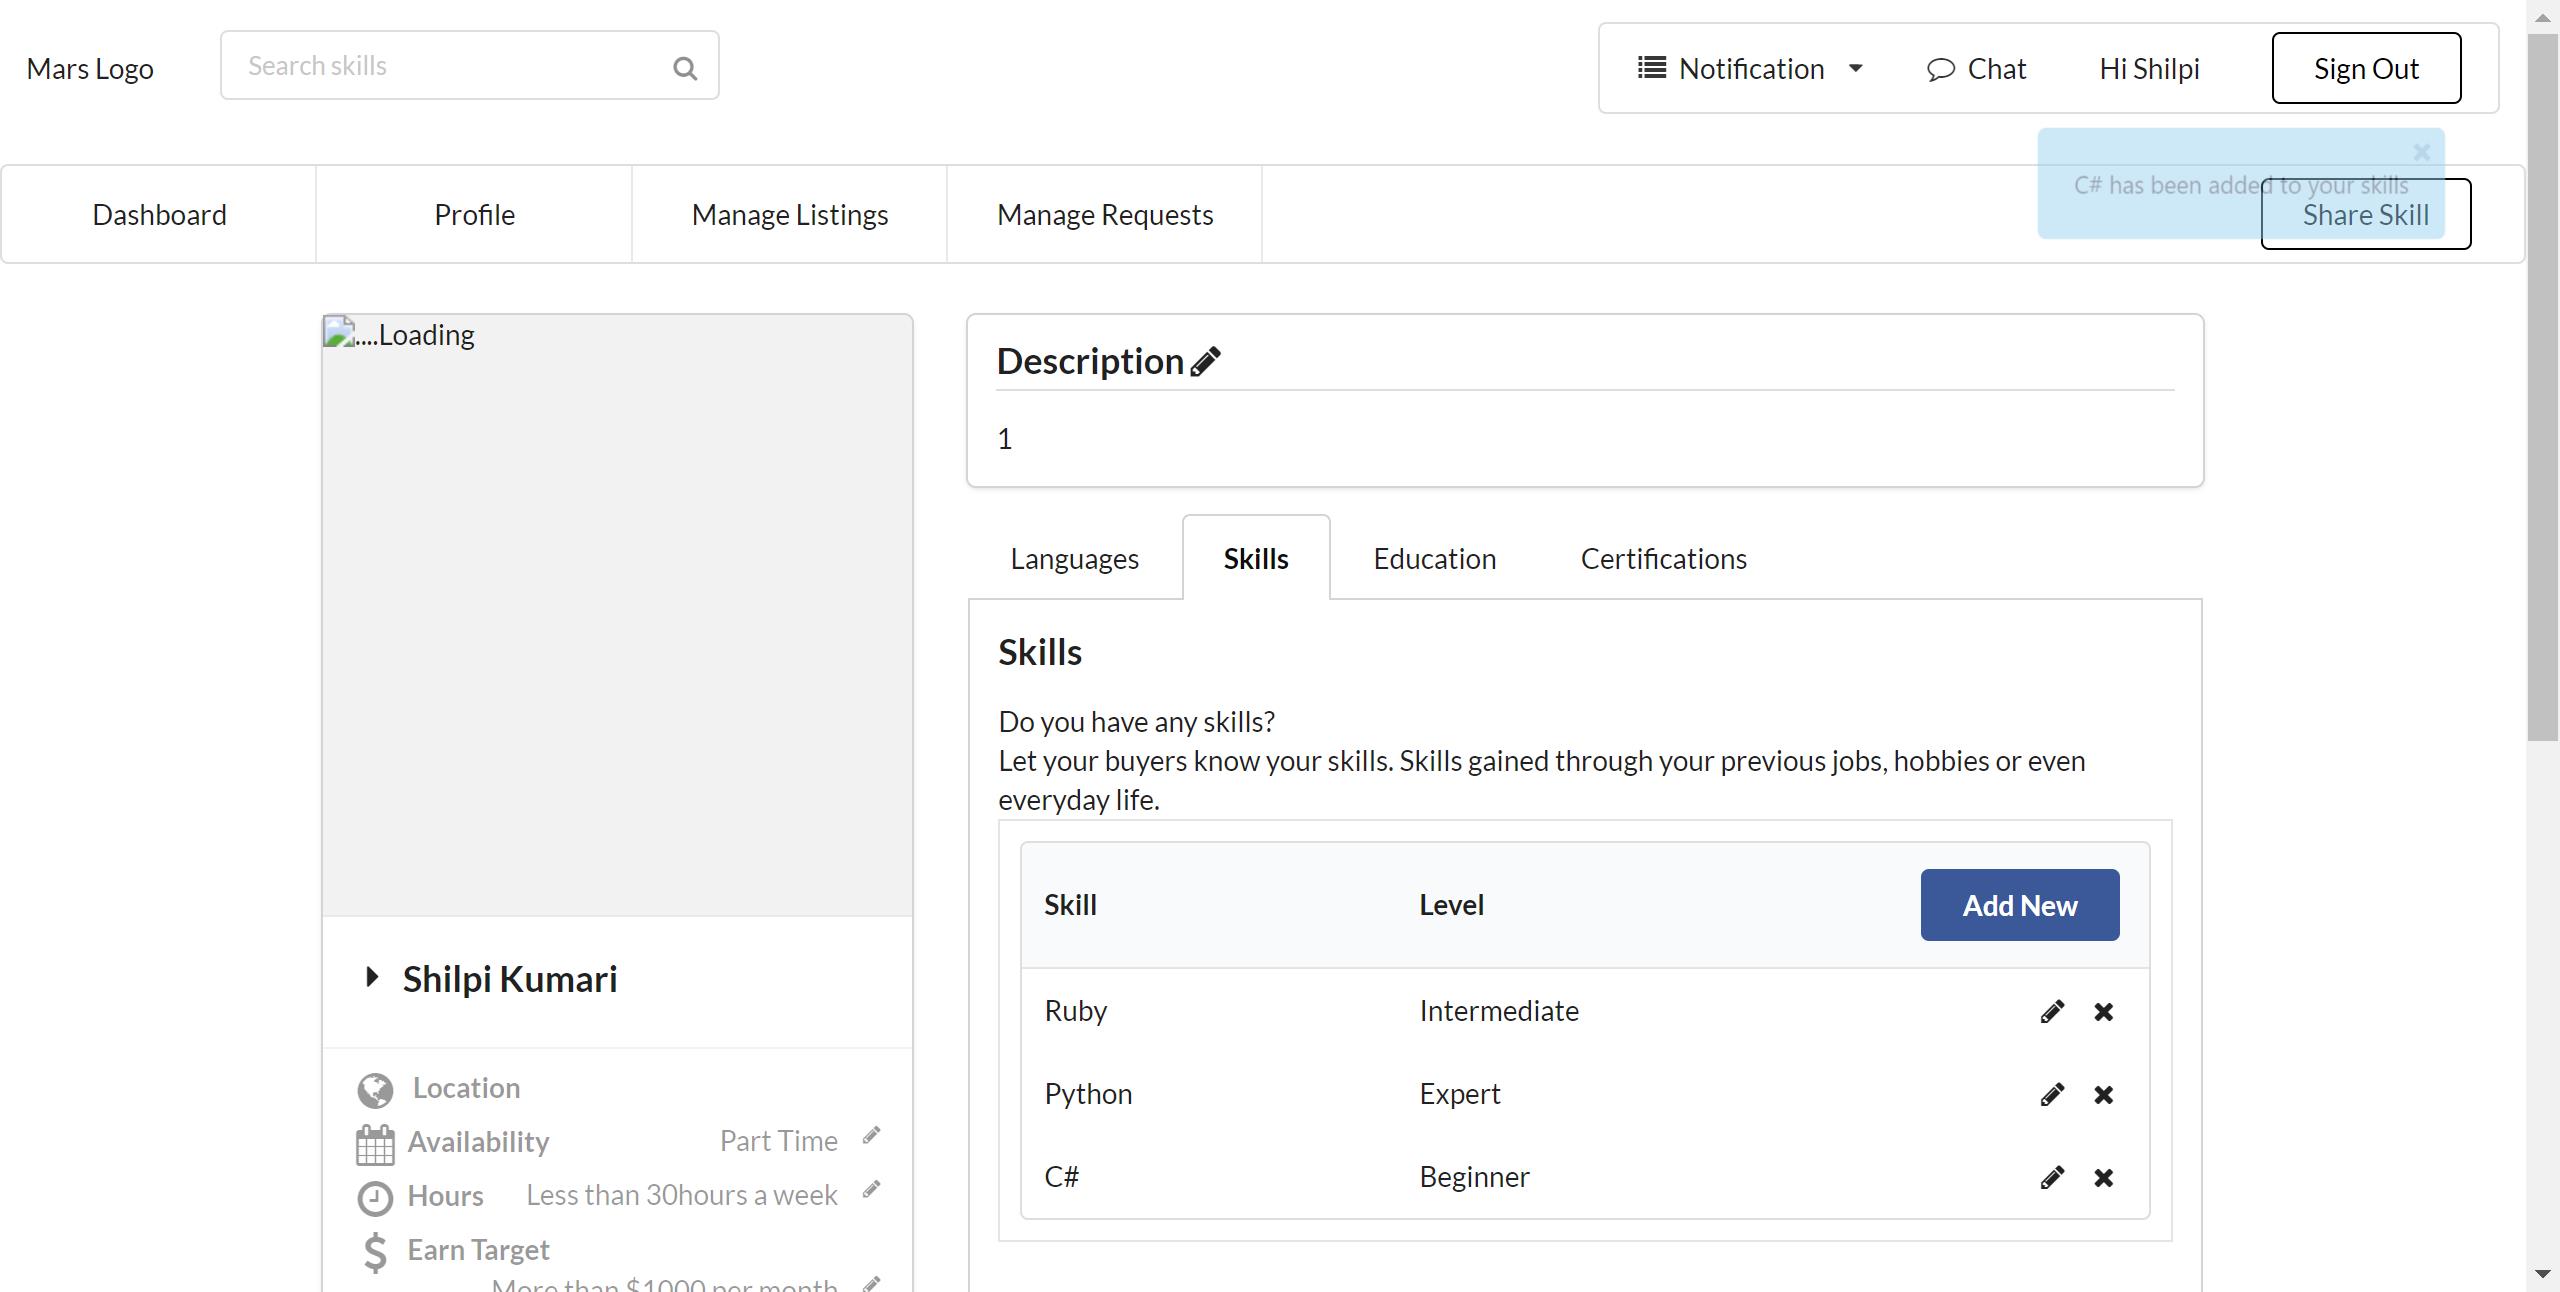 Mars Logo
Search skills
Notification
Chat
Hi Shilpi
Sign Out
C# has been added to your skills
Dashboard
Profile
Manage Listings
Manage Requests
Share Skill
....Loading
Description
1
Languages
Skills
Education
Certifications
Skills
Do you have any skills?
Let your buyers know your skills. Skills gained through your previous jobs, hobbies or even
everyday life.
Skill
Level
Add New
Ruby
Intermediate
Python
Expert
C#
Beginner
Shilpi Kumari
Location
Availability
Part Time
Hours
Less than 30hours a week
Earn Target
More than $1000 per month